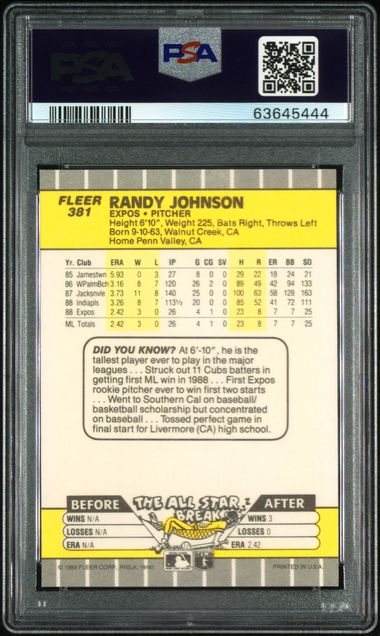 PSA
PSA
63645444
FLEER
381
RANDY JOHNSON
EXPOS • PITCHER
Height 6'10", Weight 225, Bats Right, Throws Left
Born 9-10-63, Walnut Creek, CA
Home Penn Valley, CA
Yr. Club ERA W L IP G CG SV H R ER BB SO
85 Jamestwn 5.93 0 3 27 8 0 0 29 22 18 24 21
86 WPalmBch 3.16 8 7 120 26 2 0 89 49 42 94 133
87 Jacksnvle 3.73 11 8 140 25 0 0 100 63 58 128 163
88 Indiapls 3.26 8 7 113⅓ 20 0 0 85 52 41 72 111
88 Expos 2.42 3 0 26 4 1 0 23 8 7 7 25
ML Totals 2.42 3 0 26 4 1 0 23 8 7 7 25
DID YOU KNOW? At 6'-10", he is the
tallest player ever to play in the major
leagues . . . Struck out 11 Cubs batters in
getting first ML win in 1988 . . . First Expos
rookie pitcher ever to win first two starts
. . . Went to Southern Cal on baseball/
basketball scholarship but concentrated
on baseball . . . Tossed perfect game in
final start for Livermore (CA) high school.
BEFORE THE ALL STAR BREAK AFTER
WINS N/A WINS 3
LOSSES N/A LOSSES 0
ERA N/A ERA 2.42
© 1989 FLEER CORP. PHILA. 19141 PRINTED IN U.S.A.